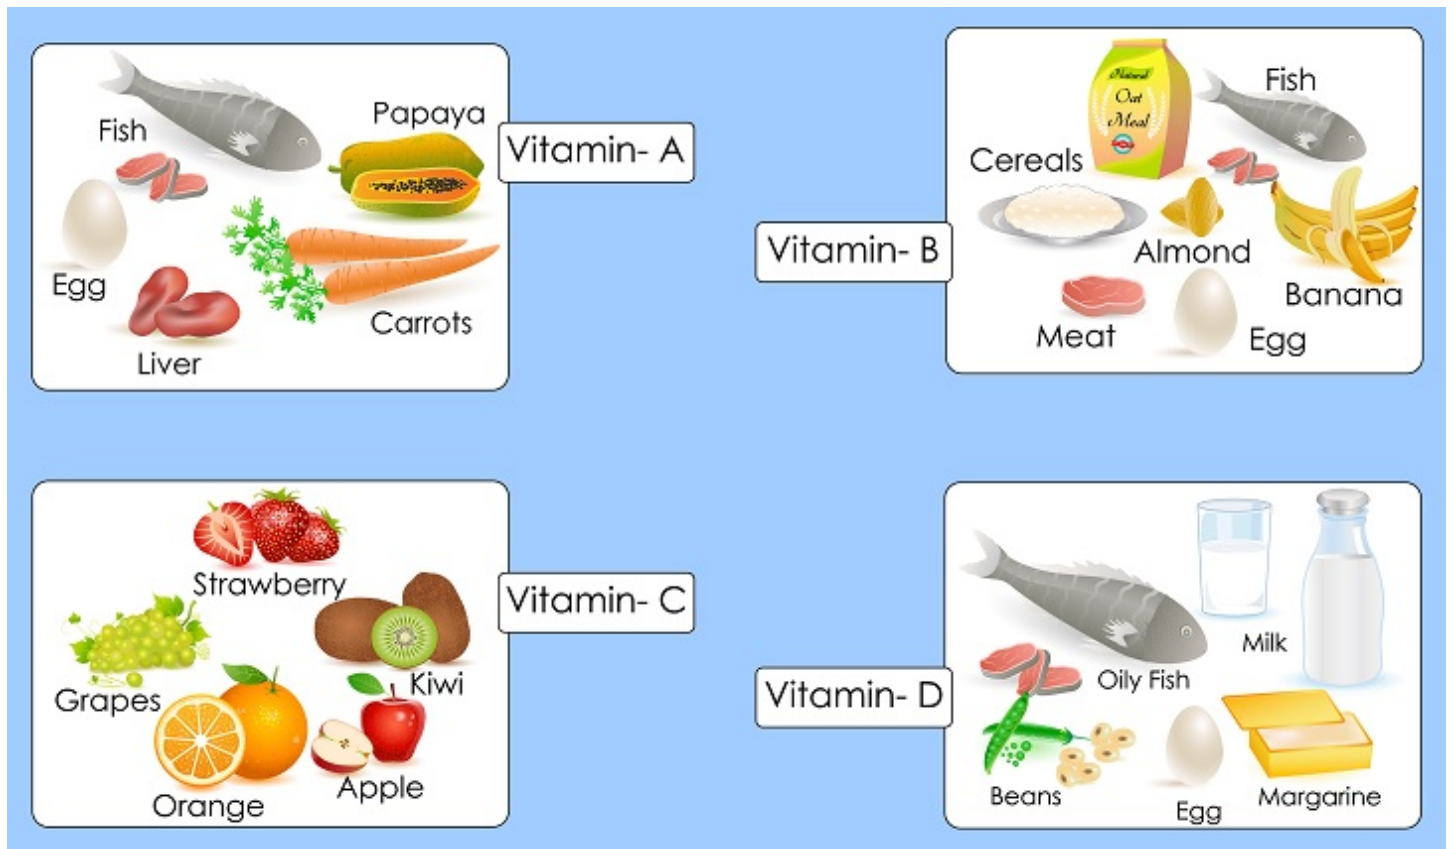 Fish
Papaya
Vitamin- A
Egg
Carrots
Liver
Natural
Oat
Meal
Fish
Cereals
Vitamin- B
Almond
Banana
Meat
Egg
Strawberry
Vitamin- C
Kiwi
Grapes
Apple
Orange
Milk
Oily Fish
Vitamin- D
Beans
Egg
Margarine